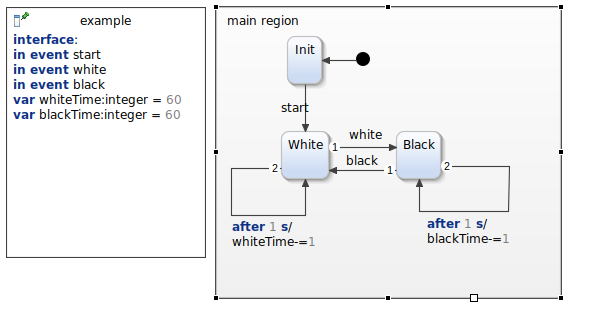 example
interface:
in event start
in event white
in event black
var whiteTime:integer = 60
var blackTime:integer = 60
main region
Init
start
White
1
white
Black
black
1
2
2
after 1 s/
whiteTime-=1
after 1 s/
blackTime-=1